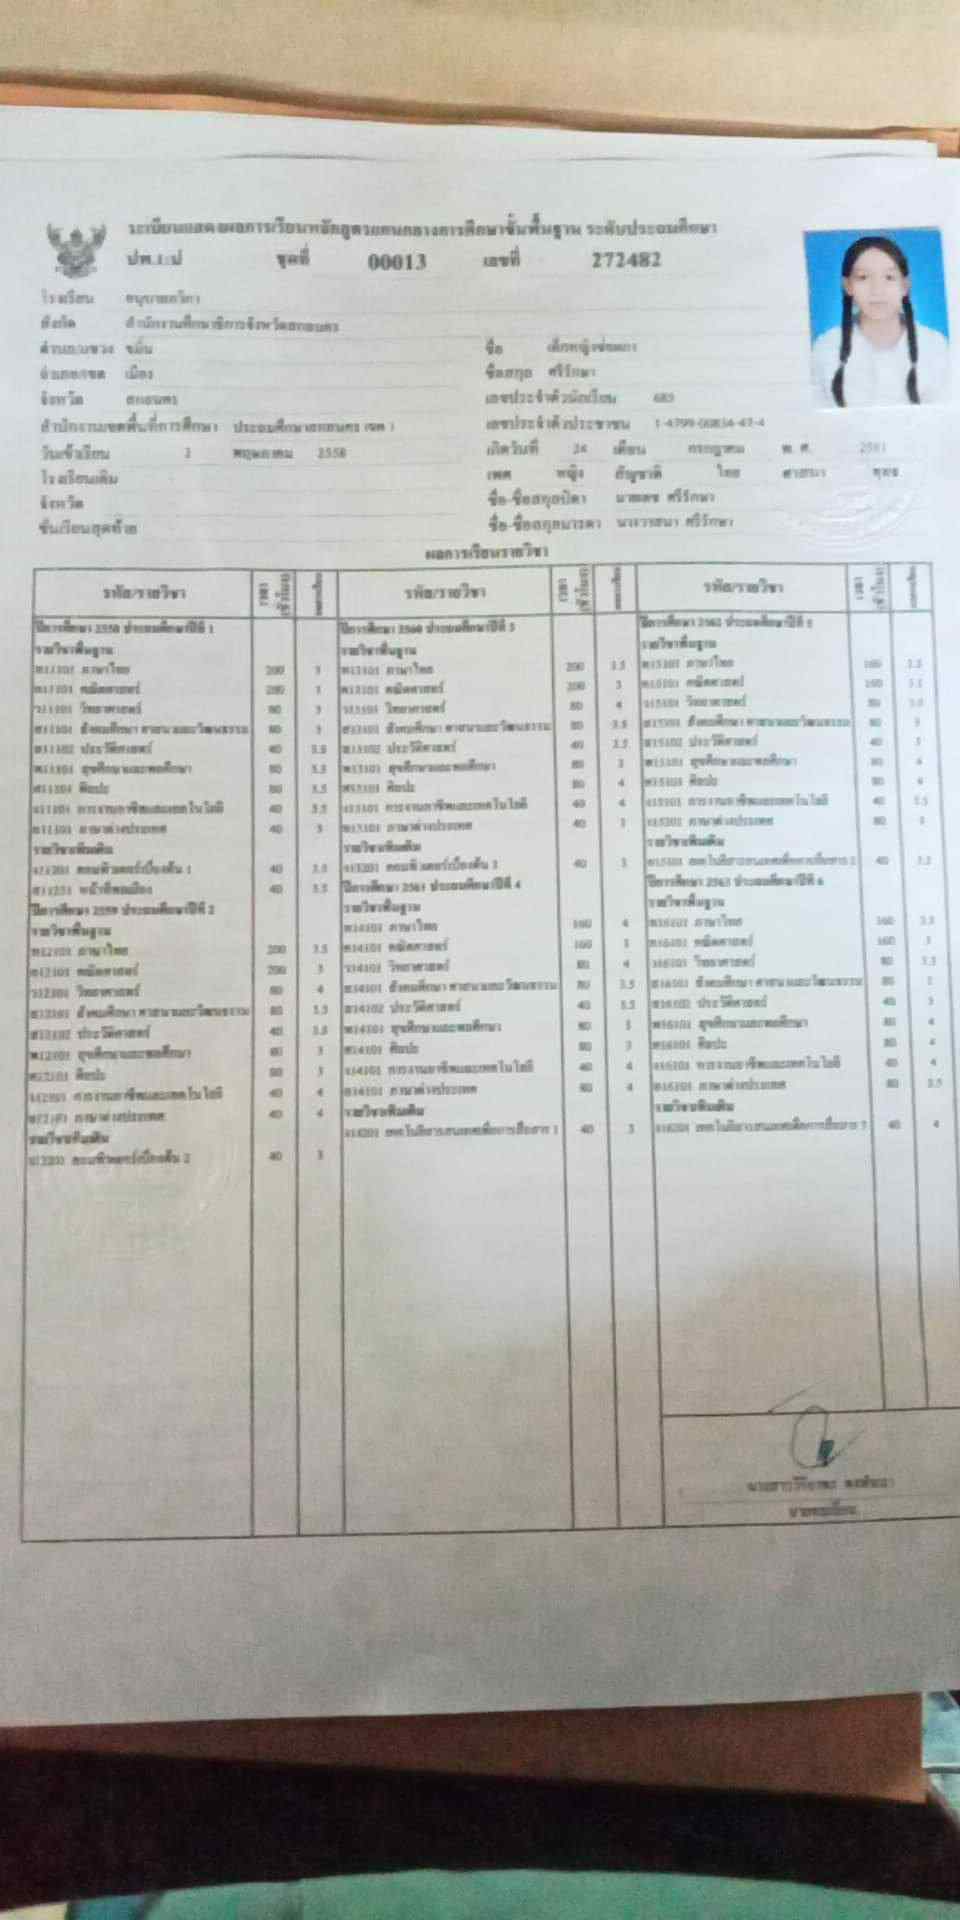 ระเบียนแสดงผลการเรียนหลักสูตรแกนกลางการศึกษาขั้นพื้นฐาน ระดับประถมศึกษา
ปพ.1:ป ชุดที่ 00013 เลขที่ 272482
โรงเรียน
สังกัด สำนักงานศึกษาธิการจังหวัดสกลนคร
ตำบล/แขวง ขมิ้น
อำเภอ/เขต เมือง
จังหวัด สกลนคร
สำนักงานเขตพื้นที่การศึกษา ประถมศึกษาสกลนคร เขต 1
วันเข้าเรียน พฤษภาคม 2558
โรงเรียนเดิม
จังหวัด
ชั้นเรียนสุดท้าย
ชื่อ
ชื่อสกุล ศรีรักษา
เลขประจำตัวนักเรียน
เลขประจำตัวประชาชน
เกิดวันที่ 24 เดือน กรกฎาคม พ.ศ.
เพศ หญิง สัญชาติ ไทย ศาสนา พุทธ
ชื่อ-ชื่อสกุลบิดา ศรีรักษา
ชื่อ-ชื่อสกุลมารดา นางวาสนา ศรีรักษา
ผลการเรียนรายวิชา
รหัส/รายวิชา เวลา (ชั่วโมง) ผลการเรียน รหัส/รายวิชา เวลา (ชั่วโมง) ผลการเรียน รหัส/รายวิชา เวลา (ชั่วโมง) ผลการเรียน
ปีการศึกษา 2558 ประถมศึกษาปีที่ 1
รายวิชาพื้นฐาน
ท11101 ภาษาไทย 200 3
ค11101 คณิตศาสตร์ 200 3
ว11101 วิทยาศาสตร์ 80 3
ส11101 สังคมศึกษา ศาสนาและวัฒนธรรม 80 3
ส11102 ประวัติศาสตร์ 40 3.5
พ11101 สุขศึกษาและพลศึกษา 80 3.5
ศ11101 ศิลปะ 80 3.5
ง11101 การงานอาชีพและเทคโนโลยี 40 3.5
อ11101 ภาษาต่างประเทศ 40 3
รายวิชาเพิ่มเติม
ง11201 คอมพิวเตอร์เบื้องต้น 1 40 3.5
ส11231 หน้าที่พลเมือง 40 3.5
ปีการศึกษา 2559 ประถมศึกษาปีที่ 2
รายวิชาพื้นฐาน
ท12101 ภาษาไทย 200 3.5
ค12101 คณิตศาสตร์ 200 3
ว12101 วิทยาศาสตร์ 80 4
ส12101 สังคมศึกษา ศาสนาและวัฒนธรรม 80 3.5
ส12102 ประวัติศาสตร์ 40 3.5
พ12101 สุขศึกษาและพลศึกษา 80 3
ศ12101 ศิลปะ 80 3
ง12101 การงานอาชีพและเทคโนโลยี 40 4
อ12101 ภาษาต่างประเทศ 40 4
รายวิชาเพิ่มเติม
ง12201 คอมพิวเตอร์เบื้องต้น 2 40 3
ปีการศึกษา 2560 ประถมศึกษาปีที่ 3
รายวิชาพื้นฐาน
ท13101 ภาษาไทย 200 3.5
ค13101 คณิตศาสตร์ 200 3
ว13101 วิทยาศาสตร์ 80 4
ส13101 สังคมศึกษา ศาสนาและวัฒนธรรม 80 3.5
ส13102 ประวัติศาสตร์ 40 3.5
พ13101 สุขศึกษาและพลศึกษา 80 3
ศ13101 ศิลปะ 80 4
ง13101 การงานอาชีพและเทคโนโลยี 40 4
อ13101 ภาษาต่างประเทศ 40 3
รายวิชาเพิ่มเติม
ง13201 คอมพิวเตอร์เบื้องต้น 3 40 3
ปีการศึกษา 2561 ประถมศึกษาปีที่ 4
รายวิชาพื้นฐาน
ท14101 ภาษาไทย 160 4
ค14101 คณิตศาสตร์ 160 3
ว14101 วิทยาศาสตร์ 80 4
ส14101 สังคมศึกษา ศาสนาและวัฒนธรรม 80 3.5
ส14102 ประวัติศาสตร์ 40 3.5
พ14101 สุขศึกษาและพลศึกษา 80 3
ศ14101 ศิลปะ 80 3
ง14101 การงานอาชีพและเทคโนโลยี 40 4
อ14101 ภาษาต่างประเทศ 80 4
รายวิชาเพิ่มเติม
เทคโนโลยีสารสนเทศเพื่อการสื่อสาร 1 40 3
ปีการศึกษา 2562 ประถมศึกษาปีที่ 5
รายวิชาพื้นฐาน
ท15101 ภาษาไทย 160 3.5
ค15101 คณิตศาสตร์ 160 3.5
ว15101 วิทยาศาสตร์ 80
ส15101 สังคมศึกษา ศาสนาและวัฒนธรรม 80 3
ส15102 ประวัติศาสตร์ 40 3
พ15101 สุขศึกษาและพลศึกษา 80 4
ศ15101 ศิลปะ 80 4
ง15101 การงานอาชีพและเทคโนโลยี 40 3.5
ภาษาต่างประเทศ 80 3
รายวิชาเพิ่มเติม
เทคโนโลยีสารสนเทศเพื่อการสื่อสาร 2 40 3.5
ปีการศึกษา 2563 ประถมศึกษาปีที่ 6
รายวิชาพื้นฐาน
ท16101 ภาษาไทย 160 3.5
ค16101 คณิตศาสตร์ 160 3
ว16101 วิทยาศาสตร์ 80 3.5
ส16101 สังคมศึกษา ศาสนาและวัฒนธรรม 80 3
ส16102 ประวัติศาสตร์ 40 3
พ16101 สุขศึกษาและพลศึกษา 80 4
ศ16101 ศิลปะ 80 4
ง16101 การงานอาชีพและเทคโนโลยี 40 4
อ16101 ภาษาต่างประเทศ 80 3.5
รายวิชาเพิ่มเติม
ง16201 เทคโนโลยีสารสนเทศเพื่อการสื่อสาร 3 40 4
นายทะเบียน